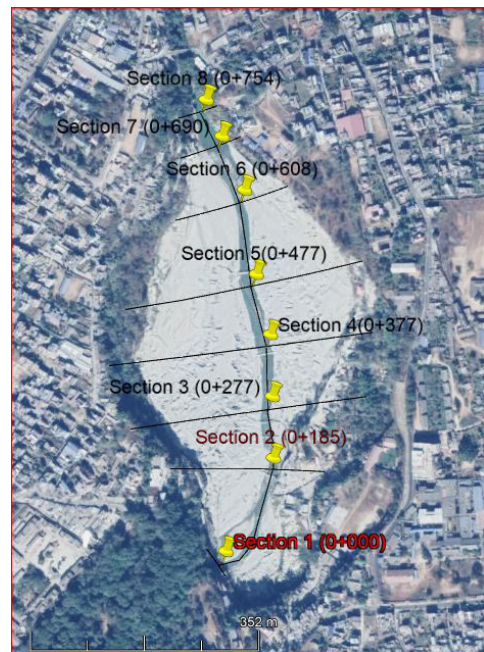 Section 8 (0+754)
Section 7 (0+690)
Section 6 (0+608)
Section 5(0+477)
Section 4(0+377)
Section 3 (0+277)
Section 2 (0+185)
Section 1 (0+000)
352 m